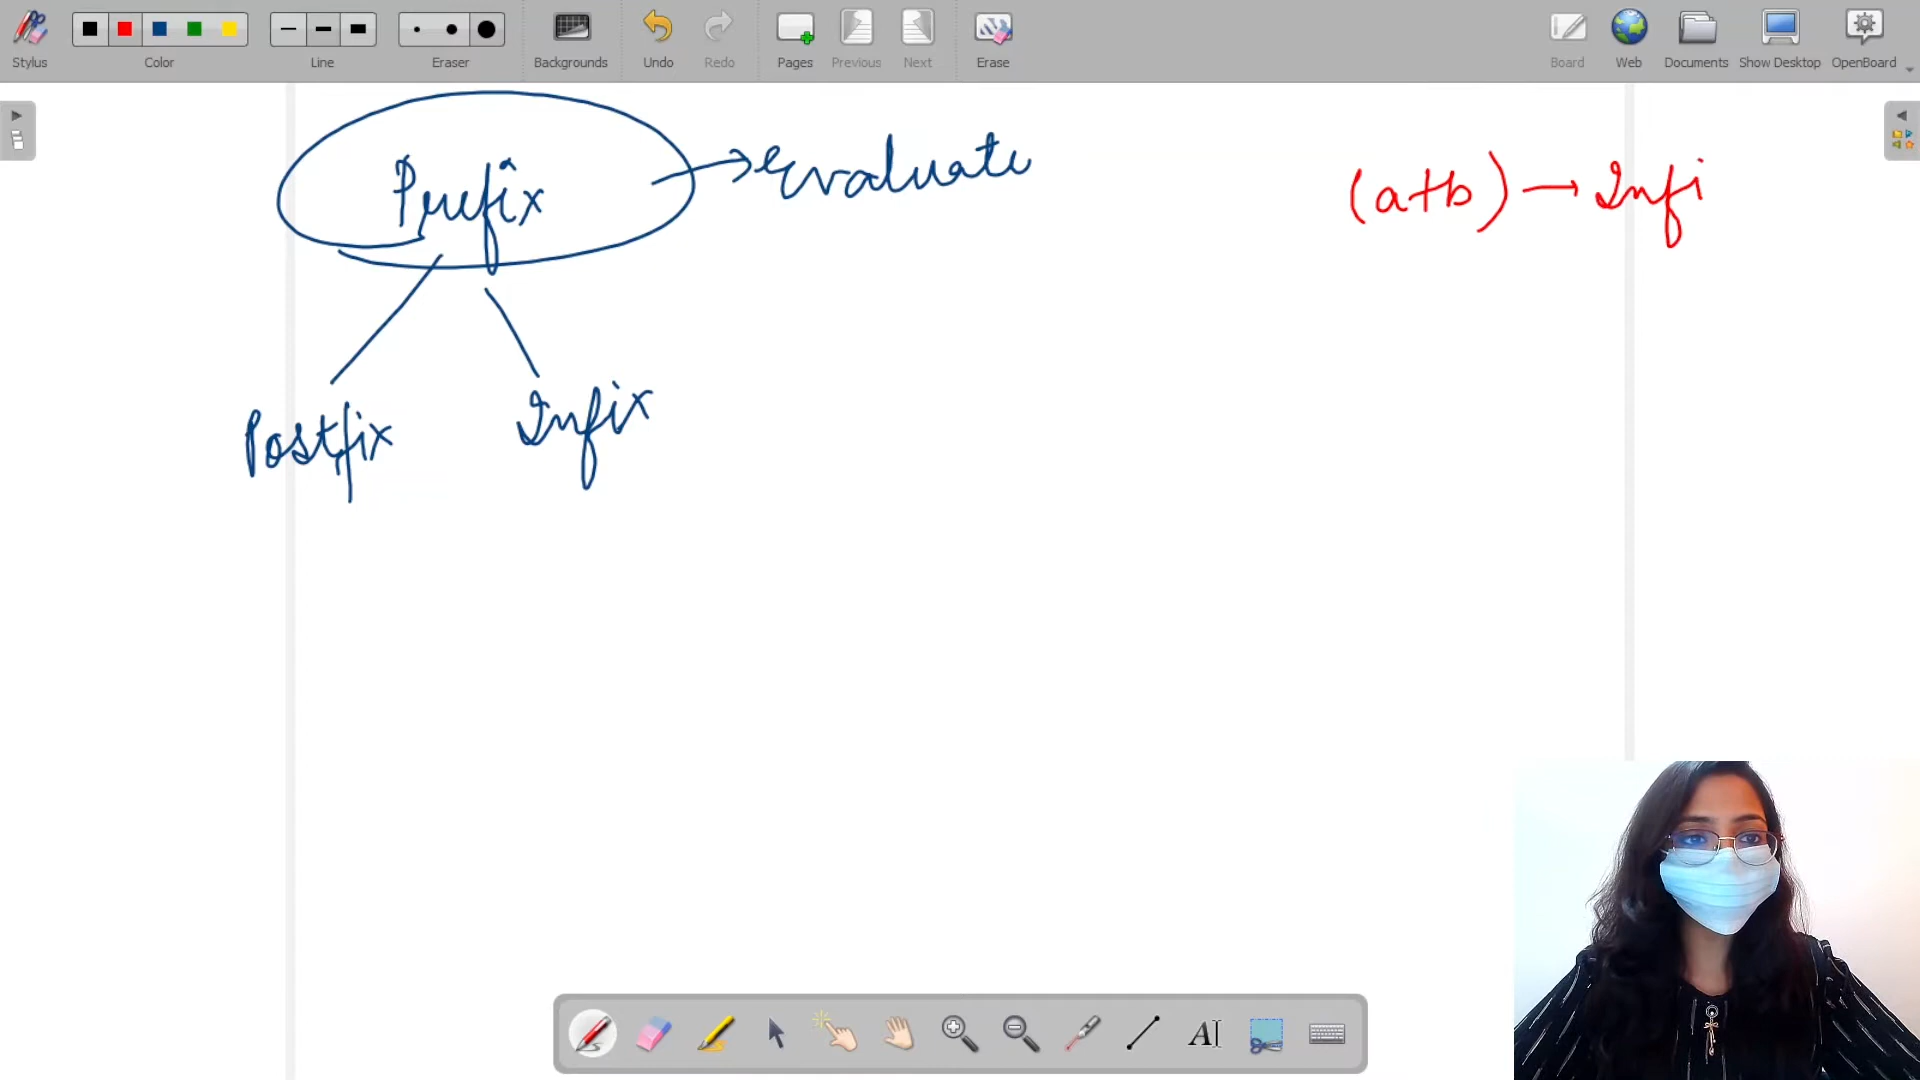 Stylus
Color
Line
Eraser
Backgrounds
Undo
Redo
Pages
Previous
Next
Erase
Board
Web
Documents
Show Desktop
OpenBoard
Prefix → evaluate
(a+b) → Infi
Postfix
Infix
AI